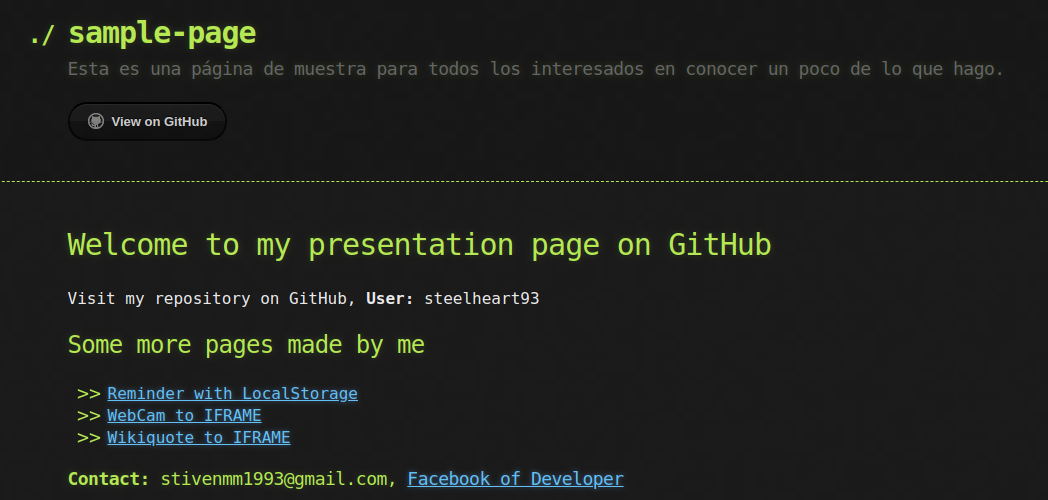 ./ sample-page
Esta es una página de muestra para todos los interesados en conocer un poco de lo que hago.
View on GitHub
Welcome to my presentation page on GitHub
Visit my repository on GitHub, User: steelheart93
Some more pages made by me
>> Reminder with LocalStorage
>> WebCam to IFRAME
>> Wikiquote to IFRAME
Contact: stivenmm1993@gmail.com, Facebook of Developer